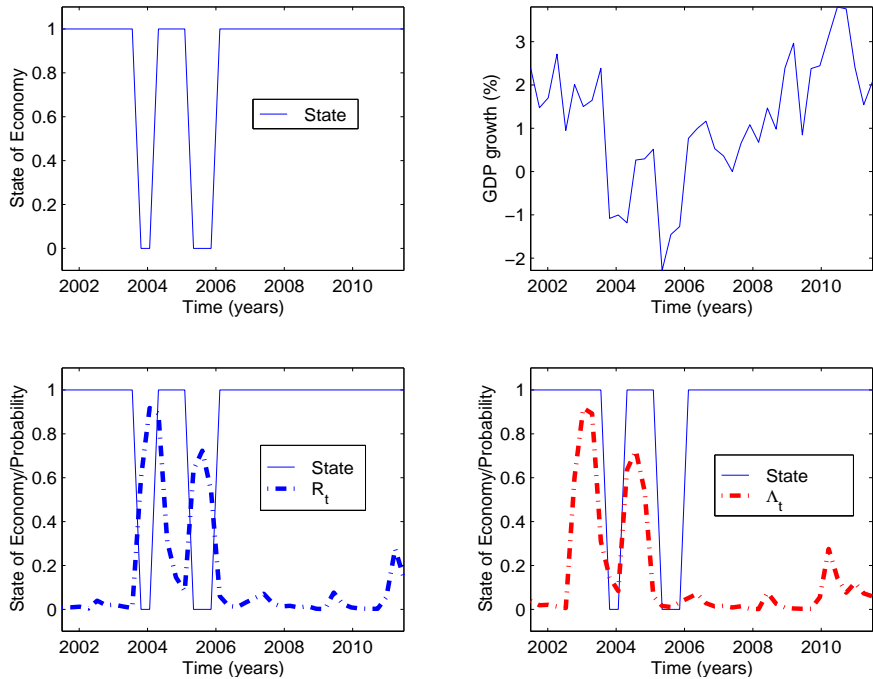 1
0.8
0.6
0.4
0.2
0
State of Economy
State
2002 2004 2006 2008 2010
Time (years)
3
2
1
0
−1
−2
GDP growth (%)
2002 2004 2006 2008 2010
Time (years)
1
0.8
0.6
0.4
0.2
0
State of Economy/Probability
State
R_t
2002 2004 2006 2008 2010
Time (years)
1
0.8
0.6
0.4
0.2
0
State of Economy/Probability
State
Λ_t
2002 2004 2006 2008 2010
Time (years)